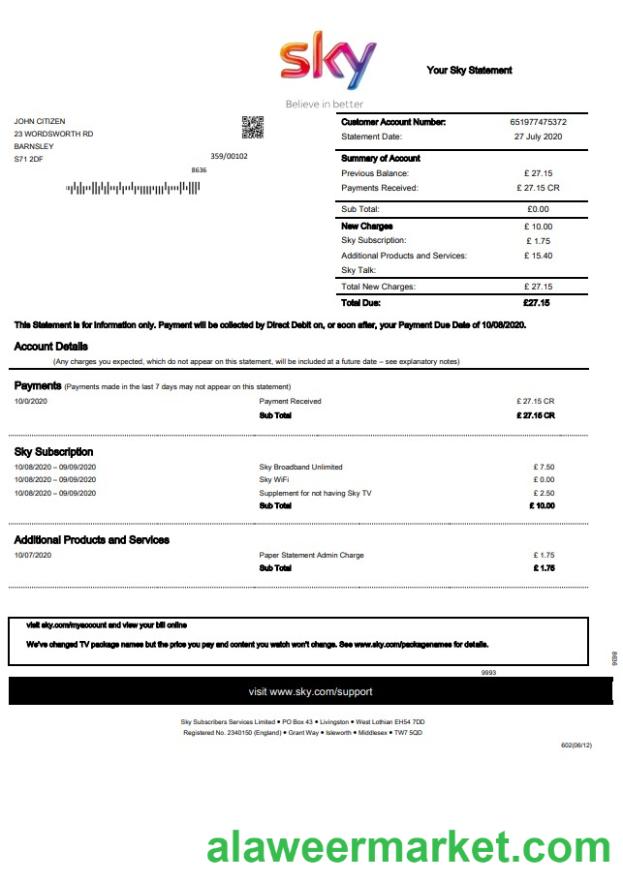 sky
Believe in better
Your Sky Statement
JOHN CITIZEN
23 WORDSWORTH RD
BARNSLEY
S71 2DF
359/00102
8636
Customer Account Number: 651977475372
Statement Date: 27 July 2020
Summary of Account
Previous Balance: £ 27.15
Payments Received: £ 27.15 CR
Sub Total: £0.00
New Charges £ 10.00
Sky Subscription: £ 1.75
Additional Products and Services: £ 15.40
Sky Talk:
Total New Charges: £ 27.15
Total Due: £27.15
This Statement is for information only. Payment will be collected by Direct Debit on, or soon after, your Payment Due Date of 10/08/2020.
Account Details
(Any charges you expected, which do not appear on this statement, will be included at a future date – see explanatory notes)
Payments (Payments made in the last 7 days may not appear on this statement)
10/0/2020 Payment Received £ 27.15 CR
Sub Total £ 27.15 CR
Sky Subscription
10/08/2020 – 09/09/2020 Sky Broadband Unlimited £ 7.50
10/08/2020 – 09/09/2020 Sky WiFi £ 0.00
10/08/2020 – 09/09/2020 Supplement for not having Sky TV £ 2.50
Sub Total £ 10.00
Additional Products and Services
10/07/2020 Paper Statement Admin Charge £ 1.75
Sub Total £ 1.75
visit sky.com/myaccount and view your bill online
We've changed TV package names but the price you pay and content you watch won't change. See www.sky.com/packagenames for details.
9993
visit www.sky.com/support
Sky Subscribers Services Limited • PO Box 43 • Livingston • West Lothian EH54 7DD
Registered No. 2340150 (England) • Grant Way • Isleworth • Middlesex • TW7 5QD
602(06/12)
alaweermarket.com